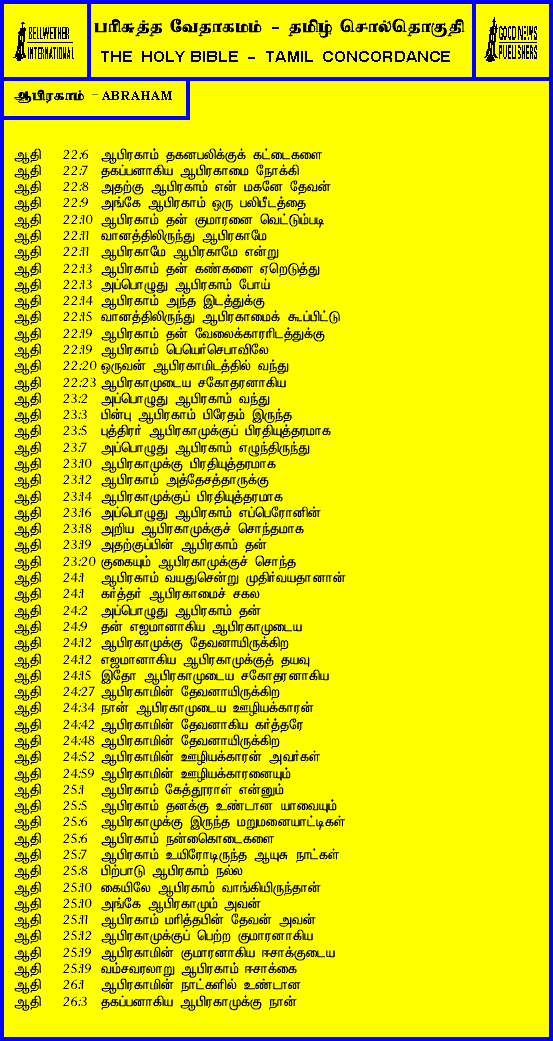 BELLWETHER
INTERNATIONAL
பரிசுத்த வேதாகமம் - தமிழ் சொல்தொகுதி
THE HOLY BIBLE - TAMIL CONCORDANCE
GOOD NEWS
PUBLISHERS
ஆபிரகாம் - ABRAHAM
ஆதி 22:6 ஆபிரகாம் தகனபலிக்குக் கட்டைகளை
ஆதி 22:7 தகப்பனாகிய ஆபிரகாமை நோக்கி
ஆதி 22:8 அதற்கு ஆபிரகாம் என் மகனே தேவன்
ஆதி 22:9 அங்கே ஆபிரகாம் ஒரு பலிபீடத்தை
ஆதி 22:10 ஆபிரகாம் தன் குமாரனை வெட்டும்படி
ஆதி 22:11 வானத்திலிருந்து ஆபிரகாமே
ஆதி 22:11 ஆபிரகாமே ஆபிரகாமே என்று
ஆதி 22:13 ஆபிரகாம் தன் கண்களை ஏறெடுத்து
ஆதி 22:13 அப்பொழுது ஆபிரகாம் போய்
ஆதி 22:14 ஆபிரகாம் அந்த இடத்துக்கு
ஆதி 22:15 வானத்திலிருந்து ஆபிரகாமைக் கூப்பிட்டு
ஆதி 22:19 ஆபிரகாம் தன் வேலைக்காரரிடத்துக்கு
ஆதி 22:19 ஆபிரகாம் பெயெர்செபாவிலே
ஆதி 22:20 ஒருவன் ஆபிரகாமிடத்தில் வந்து
ஆதி 22:23 ஆபிரகாமுடைய சகோதரனாகிய
ஆதி 23:2 அப்பொழுது ஆபிரகாம் வந்து
ஆதி 23:3 பின்பு ஆபிரகாம் பிரேதம் இருந்த
ஆதி 23:5 புத்திரர் ஆபிரகாமுக்குப் பிரதியுத்தரமாக
ஆதி 23:7 அப்பொழுது ஆபிரகாம் எழுந்திருந்து
ஆதி 23:10 ஆபிரகாமுக்கு பிரதியுத்தரமாக
ஆதி 23:12 ஆபிரகாம் அத்தேசத்தாருக்கு
ஆதி 23:14 ஆபிரகாமுக்குப் பிரதியுத்தரமாக
ஆதி 23:16 அப்பொழுது ஆபிரகாம் எப்பெரோனின்
ஆதி 23:18 அறிய ஆபிரகாமுக்குச் சொந்தமாக
ஆதி 23:19 அதற்குப்பின் ஆபிரகாம் தன்
ஆதி 23:20 குகையும் ஆபிரகாமுக்குச் சொந்த
ஆதி 24:1 ஆபிரகாம் வயதுசென்று முதிர்வயதானான்
ஆதி 24:1 கர்த்தர் ஆபிரகாமைச் சகல
ஆதி 24:2 அப்பொழுது ஆபிரகாம் தன்
ஆதி 24:9 தன் எஜமானாகிய ஆபிரகாமுடைய
ஆதி 24:12 ஆபிரகாமுக்கு தேவனாயிருக்கிற
ஆதி 24:12 எஜமானாகிய ஆபிரகாமுக்குத் தயவு
ஆதி 24:15 இதோ ஆபிரகாமுடைய சகோதரனாகிய
ஆதி 24:27 ஆபிரகாமின் தேவனாயிருக்கிற
ஆதி 24:34 நான் ஆபிரகாமுடைய ஊழியக்காரன்
ஆதி 24:42 ஆபிரகாமின் தேவனாகிய கர்த்தரே
ஆதி 24:48 ஆபிரகாமின் தேவனாயிருக்கிற
ஆதி 24:52 ஆபிரகாமின் ஊழியக்காரன் அவர்கள்
ஆதி 24:59 ஆபிரகாமின் ஊழியக்காரனையும்
ஆதி 25:1 ஆபிரகாம் கேத்தூராள் என்னும்
ஆதி 25:5 ஆபிரகாம் தனக்கு உண்டான யாவையும்
ஆதி 25:6 ஆபிரகாமுக்கு இருந்த மறுமனையாட்டிகள்
ஆதி 25:6 ஆபிரகாம் நன்கொடைகளை
ஆதி 25:7 ஆபிரகாம் உயிரோடிருந்த ஆயுசு நாட்கள்
ஆதி 25:8 பிற்பாடு ஆபிரகாம் நல்ல
ஆதி 25:10 கையிலே ஆபிரகாம் வாங்கியிருந்தான்
ஆதி 25:10 அங்கே ஆபிரகாமும் அவன்
ஆதி 25:11 ஆபிரகாம் மரித்தபின் தேவன் அவன்
ஆதி 25:12 ஆபிரகாமுக்குப் பெற்ற குமாரனாகிய
ஆதி 25:19 ஆபிரகாமின் குமாரனாகிய ஈசாக்குடைய
ஆதி 25:19 வம்சவரலாறு ஆபிரகாம் ஈசாக்கை
ஆதி 26:1 ஆபிரகாமின் நாட்களில் உண்டான
ஆதி 26:3 தகப்பனாகிய ஆபிரகாமுக்கு நான்